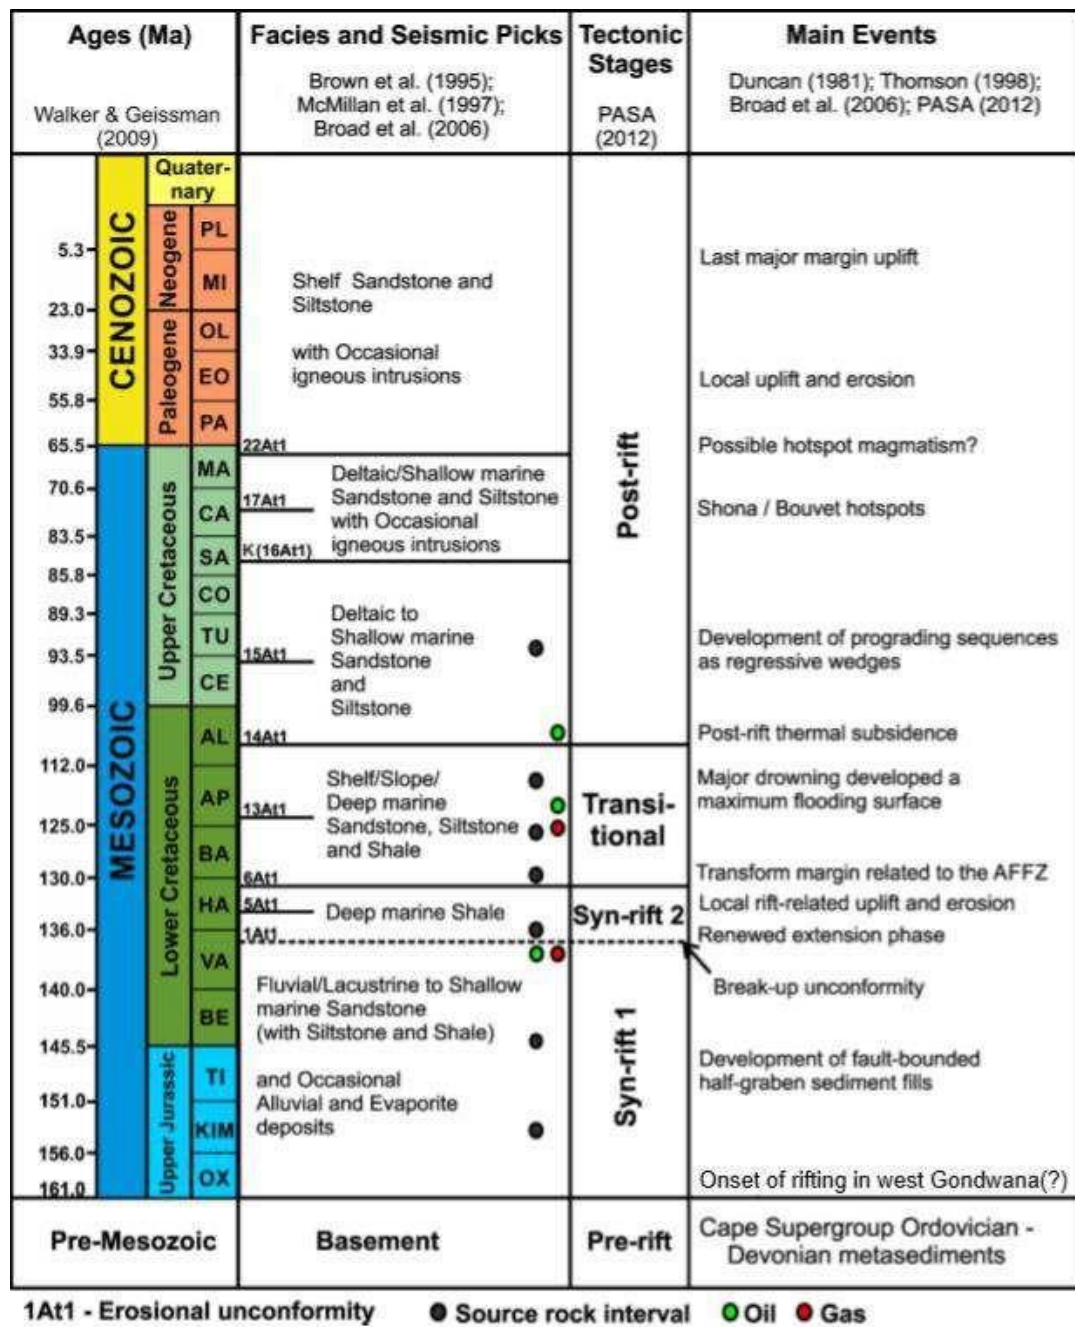 Ages (Ma)
Walker & Geissman
(2009)
Facies and Seismic Picks
Brown et al. (1995);
McMillan et al. (1997);
Broad et al. (2006)
Tectonic
Stages
PASA
(2012)
Main Events
Duncan (1981); Thomson (1998);
Broad et al. (2006); PASA (2012)
5.3
23.0
33.9
55.8
65.5
70.6
83.5
85.8
89.3
93.5
99.6
112.0
125.0
130.0
136.0
140.0
145.5
151.0
156.0
161.0
CENOZOIC
MESOZOIC
Quater-
nary
Neogene
Paleogene
Upper Cretaceous
Lower Cretaceous
Upper Jurassic
PL
MI
OL
EO
PA
MA
CA
SA
CO
TU
CE
AL
AP
BA
HA
VA
BE
TI
KIM
OX
Shelf Sandstone and
Siltstone
with Occasional
igneous intrusions
22At1
Deltaic/Shallow marine
17At1
Sandstone and Siltstone
with Occasional
igneous intrusions
K(16At1)
Deltaic to
Shallow marine
15At1
Sandstone
and
Siltstone
14At1
Shelf/Slope/
Deep marine
13At1
Sandstone, Siltstone
and Shale
6At1
5At1
Deep marine Shale
1At1
Fluvial/Lacustrine to Shallow
marine Sandstone
(with Siltstone and Shale)
and Occasional
Alluvial and Evaporite
deposits
Post-rift
Transi-
tional
Syn-rift 2
Syn-rift 1
Last major margin uplift
Local uplift and erosion
Possible hotspot magmatism?
Shona / Bouvet hotspots
Development of prograding sequences
as regressive wedges
Post-rift thermal subsidence
Major drowning developed a
maximum flooding surface
Transform margin related to the AFFZ
Local rift-related uplift and erosion
Renewed extension phase
Break-up unconformity
Development of fault-bounded
half-graben sediment fills
Onset of rifting in west Gondwana(?)
Pre-Mesozoic
Basement
Pre-rift
Cape Supergroup Ordovician -
Devonian metasediments
1At1 - Erosional unconformity
Source rock interval
Oil
Gas